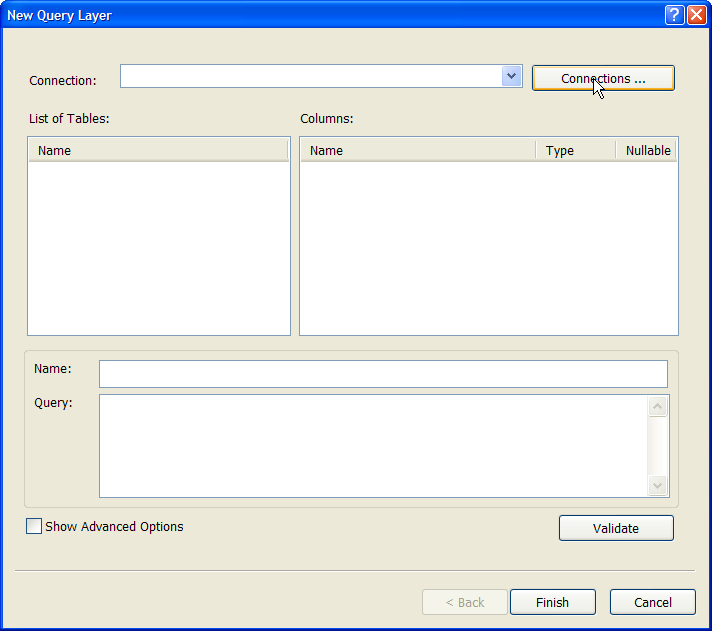 New Query Layer
Connection:
Connections ...
List of Tables:
Columns:
Name
Name Type Nullable
Name:
Query:
Show Advanced Options
Validate
< Back Finish Cancel